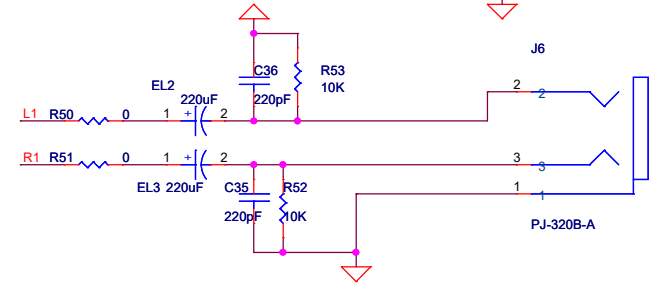 J6
C36
R53
10K
EL2
220uF
220pF
2
2
L1
R50
0
1
+
2
R1
R51
0
1
+
2
3
3
EL3
220uF
C35
R52
1
1
220pF
10K
PJ-320B-A